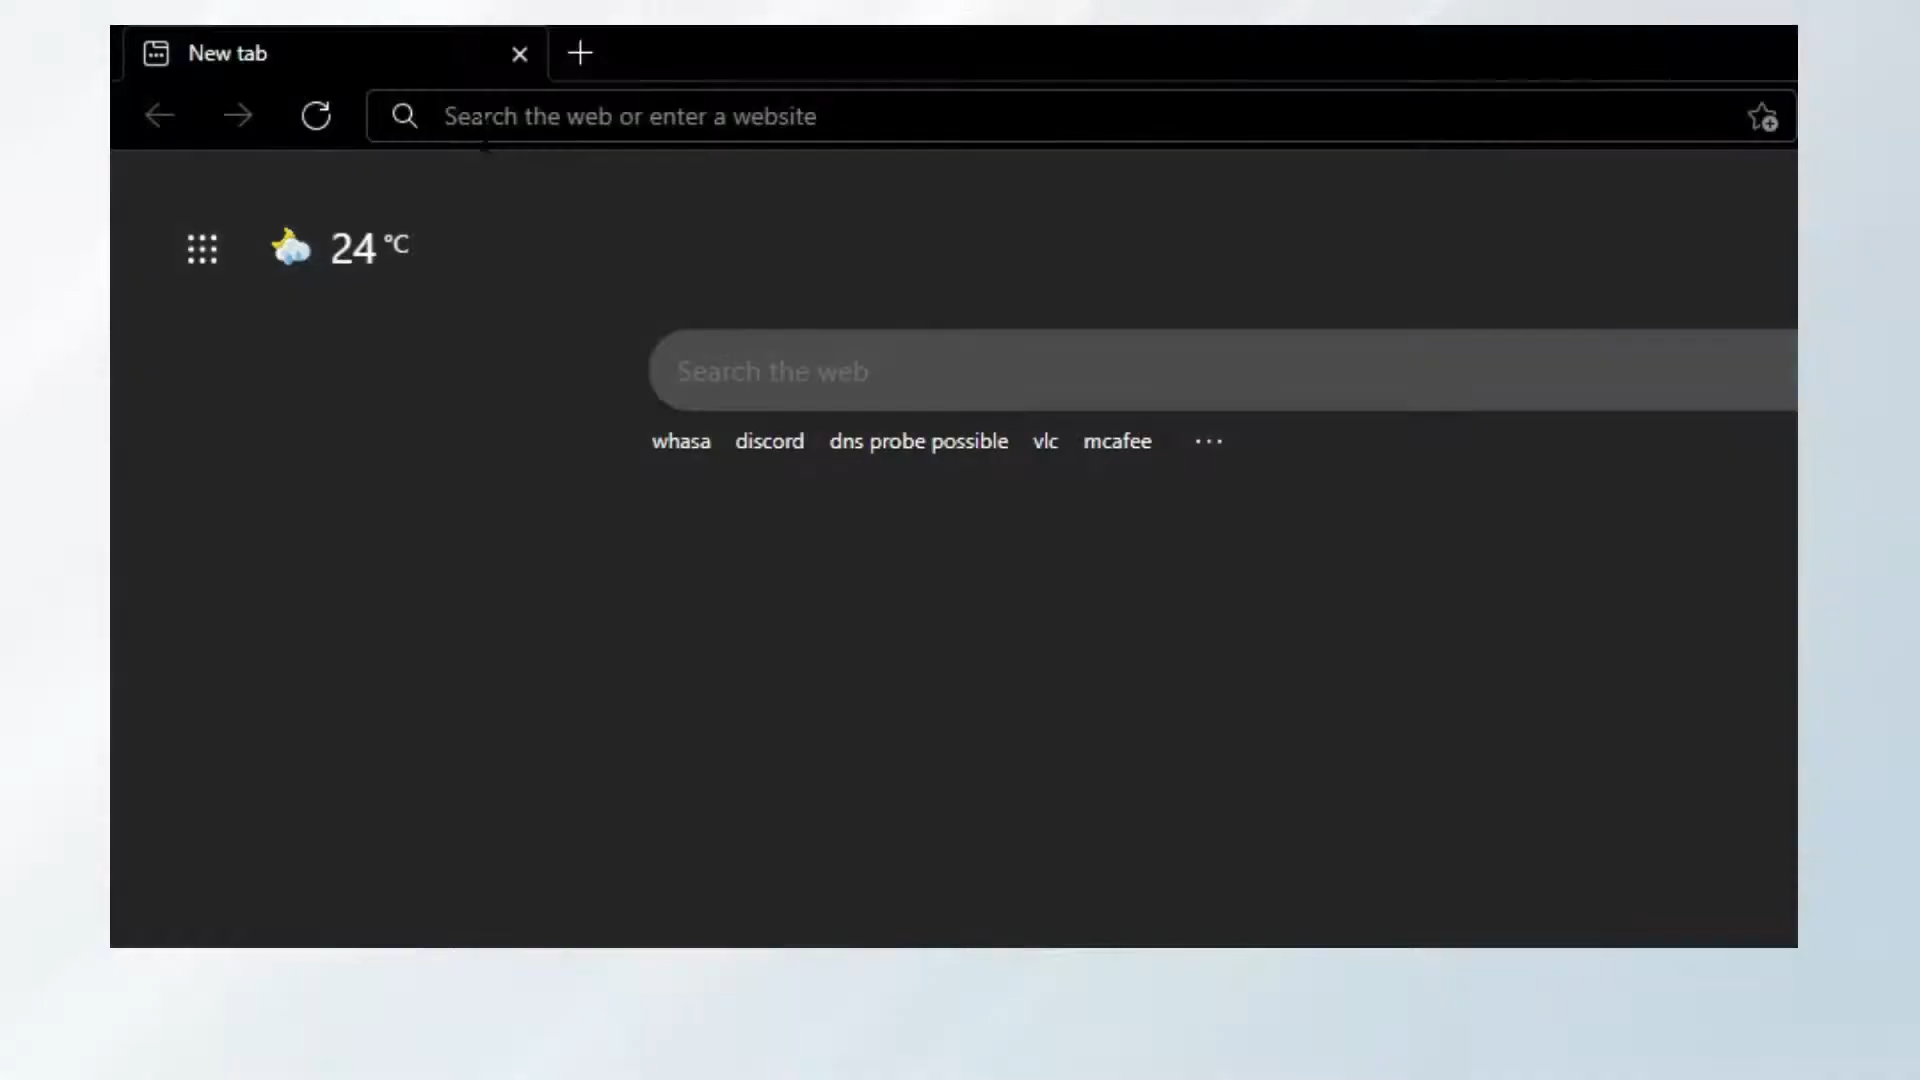 New tab
Search the web or enter a website
24 °C
Search the web
whasa discord dns probe possible vlc mcafee ...